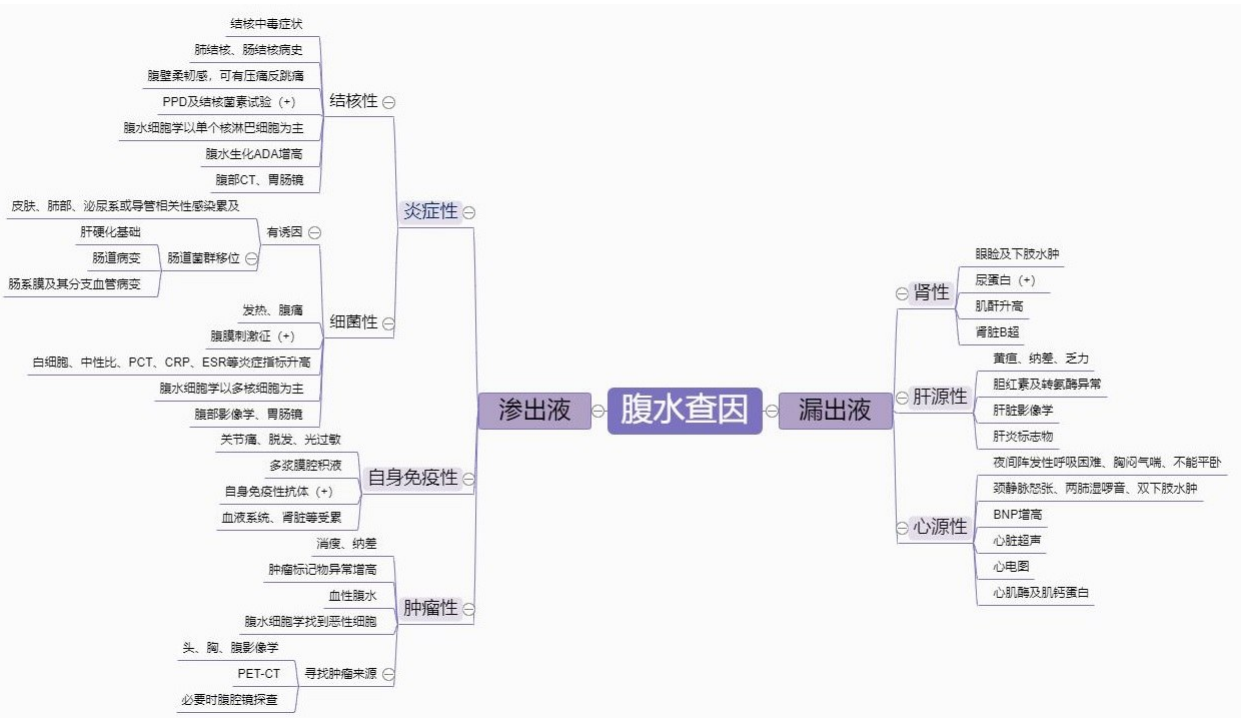 腹水查因
渗出液
炎症性
结核性
结核中毒症状
肺结核、肠结核病史
腹壁柔韧感，可有压痛反跳痛
PPD及结核菌素试验（+）
腹水细胞学以单个核淋巴细胞为主
腹水生化ADA增高
腹部CT、胃肠镜
细菌性
有诱因
皮肤、肺部、泌尿系或导管相关性感染累及
肠道菌群移位
肝硬化基础
肠道病变
肠系膜及其分支血管病变
发热、腹痛
腹膜刺激征（+）
白细胞、中性比、PCT、CRP、ESR等炎症指标升高
腹水细胞学以多核细胞为主
腹部影像学、胃肠镜
自身免疫性
关节痛、脱发、光过敏
多浆膜腔积液
自身免疫性抗体（+）
血液系统、肾脏等受累
肿瘤性
消瘦、纳差
肿瘤标记物异常增高
血性腹水
腹水细胞学找到恶性细胞
寻找肿瘤来源
头、胸、腹影像学
PET-CT
必要时腹腔镜探查
漏出液
肾性
眼睑及下肢水肿
尿蛋白（+）
肌酐升高
肾脏B超
肝源性
黄疸、纳差、乏力
胆红素及转氨酶异常
肝脏影像学
肝炎标志物
心源性
夜间阵发性呼吸困难、胸闷气喘、不能平卧
颈静脉怒张、两肺湿啰音、双下肢水肿
BNP增高
心脏超声
心电图
心肌酶及肌钙蛋白